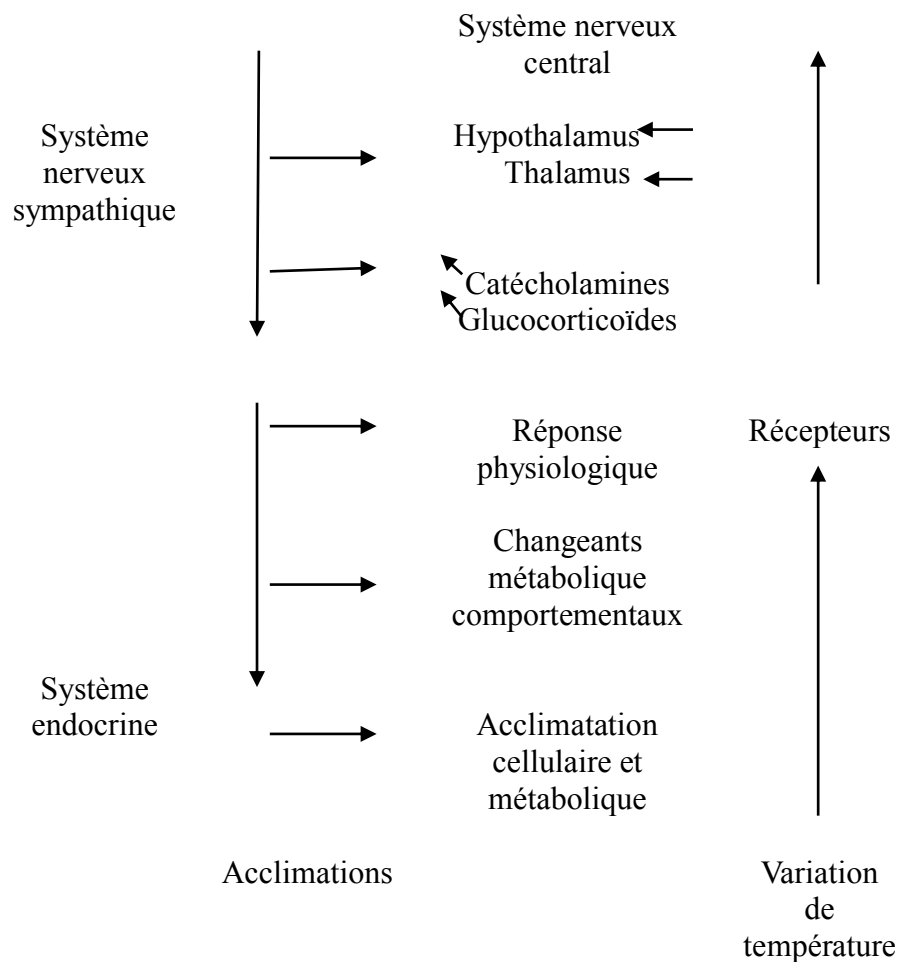 Système nerveux
central
Système
nerveux
sympathique
Hypothalamus
Thalamus
Catécholamines
Glucocorticoïdes
Réponse
physiologique
Récepteurs
Changeants
métabolique
comportementaux
Système
endocrine
Acclimatation
cellulaire et
métabolique
Acclimations
Variation
de
température